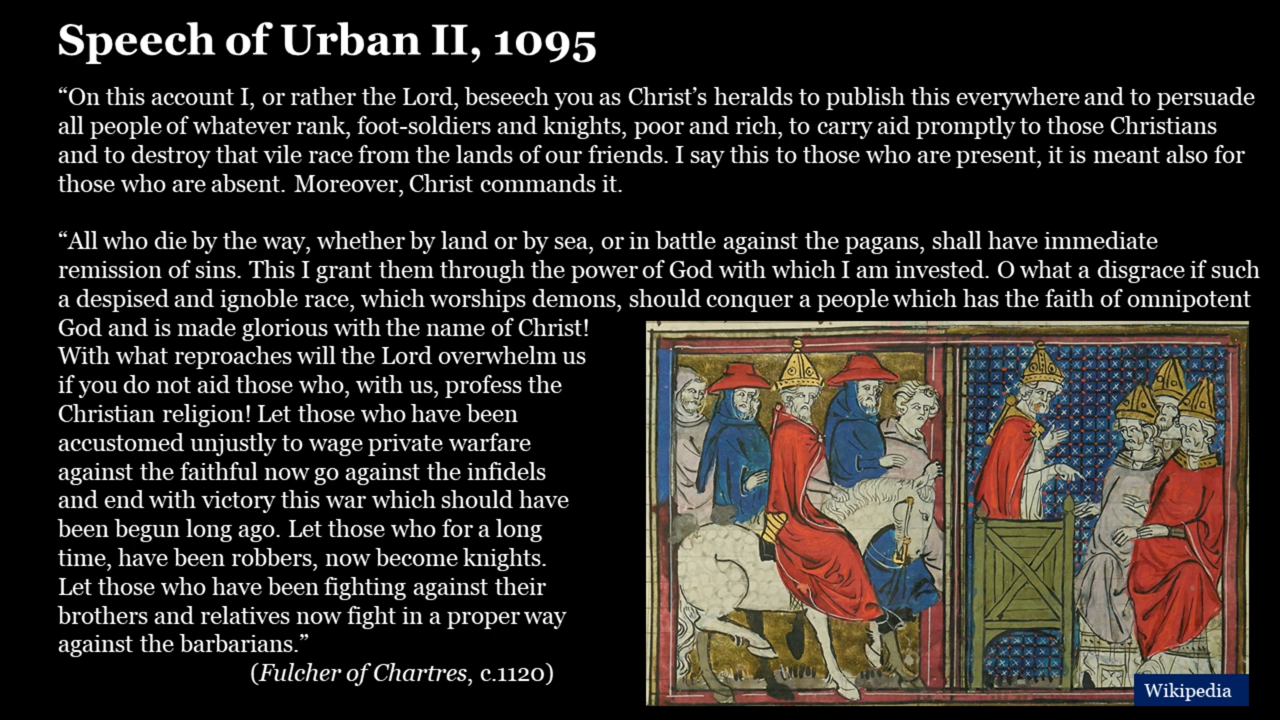 Speech of Urban II, 1095
“On this account I, or rather the Lord, beseech you as Christ’s heralds to publish this everywhere and to persuade
all people of whatever rank, foot-soldiers and knights, poor and rich, to carry aid promptly to those Christians
and to destroy that vile race from the lands of our friends. I say this to those who are present, it is meant also for
those who are absent. Moreover, Christ commands it.
“All who die by the way, whether by land or by sea, or in battle against the pagans, shall have immediate
remission of sins. This I grant them through the power of God with which I am invested. O what a disgrace if such
a despised and ignoble race, which worships demons, should conquer a people which has the faith of omnipotent
God and is made glorious with the name of Christ!
With what reproaches will the Lord overwhelm us
if you do not aid those who, with us, profess the
Christian religion! Let those who have been
accustomed unjustly to wage private warfare
against the faithful now go against the infidels
and end with victory this war which should have
been begun long ago. Let those who for a long
time, have been robbers, now become knights.
Let those who have been fighting against their
brothers and relatives now fight in a proper way
against the barbarians.”
(Fulcher of Chartres, c.1120)
Wikipedia